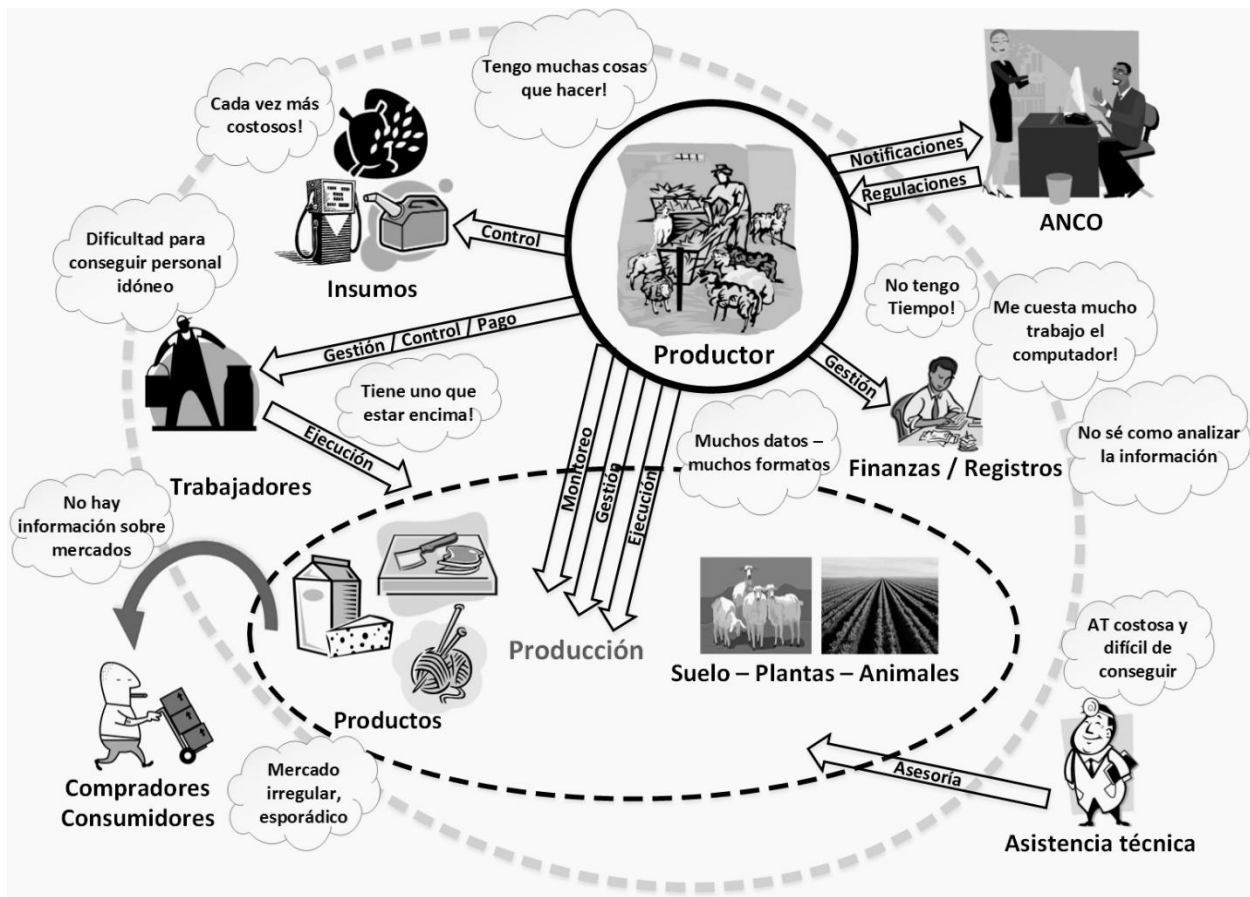 Tengo muchas cosas
que hacer!
Cada vez más
costosos!
Notificaciones
Regulaciones
ANCO
Control
Insumos
Dificultad para
conseguir personal
idóneo
Productor
No tengo
Tiempo!
Me cuesta mucho
trabajo el
computador!
Gestión / Control / Pago
Gestión
Tiene uno que
estar encima!
Ejecución
Trabajadores
Monitoreo
Gestión
Ejecución
Muchos datos –
muchos formatos
Finanzas / Registros
No sé como analizar
la información
No hay
información sobre
mercados
Producción
Suelo – Plantas – Animales
Productos
AT costosa y
difícil de
conseguir
Compradores
Consumidores
Mercado
irregular,
esporádico
Asesoría
Asistencia técnica